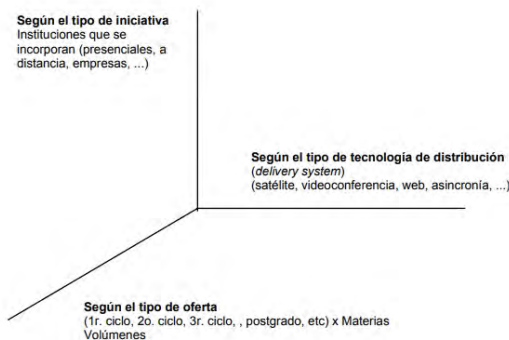 Según el tipo de iniciativa
Instituciones que se
incorporan (presenciales, a
distancia, empresas, ...)
Según el tipo de tecnología de distribución
(delivery system)
(satélite, videoconferencia, web, asincronía, ...)
Según el tipo de oferta
(1r. ciclo, 2o. ciclo, 3r. ciclo, , postgrado, etc) x Materias
Volúmenes